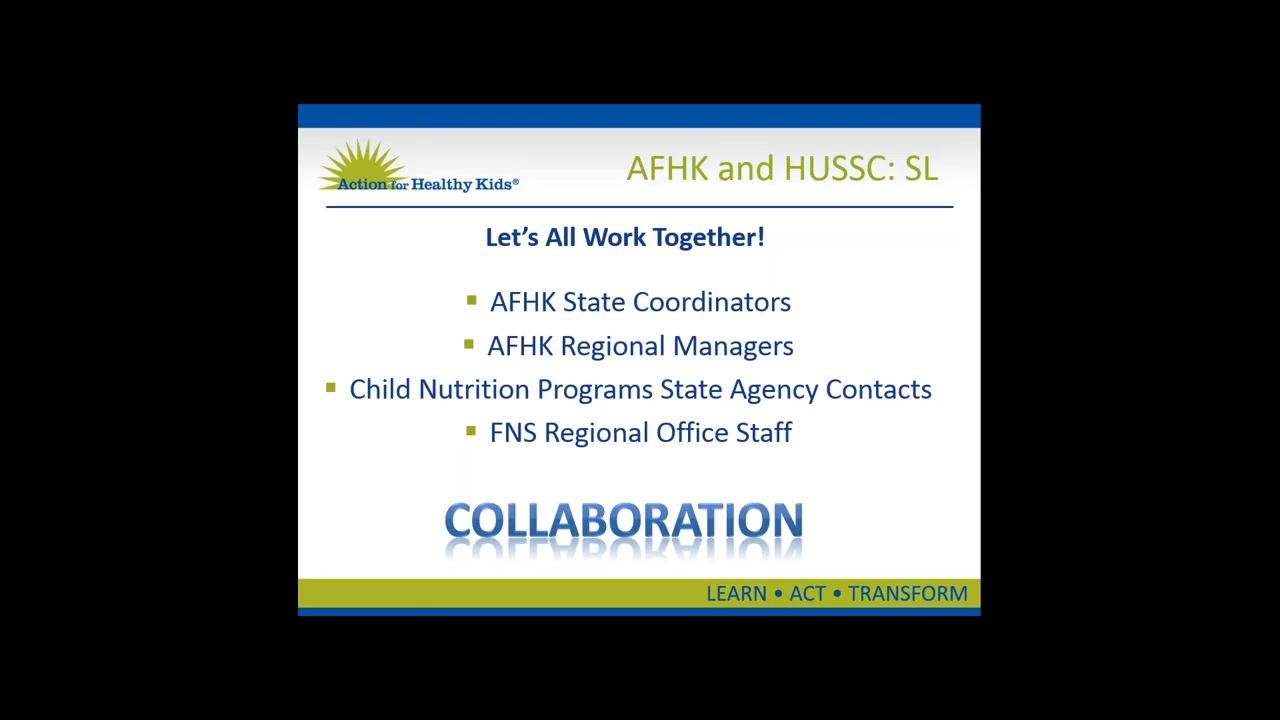 Action for Healthy Kids®
AFHK and HUSSC: SL
Let's All Work Together!
▪ AFHK State Coordinators
▪ AFHK Regional Managers
▪ Child Nutrition Programs State Agency Contacts
▪ FNS Regional Office Staff
COLLABORATION
LEARN • ACT • TRANSFORM